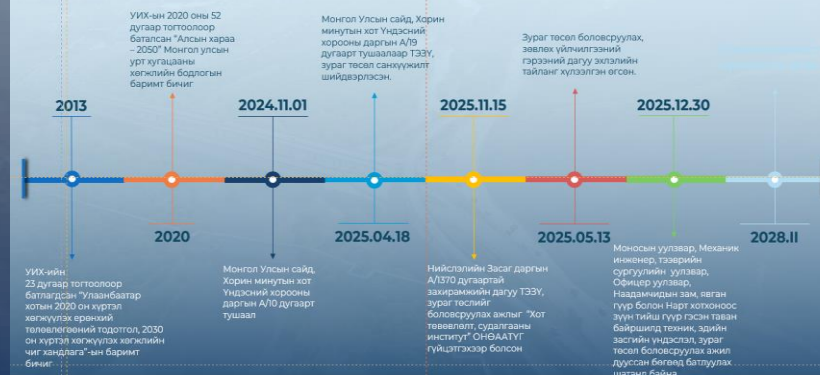 УИХ-ын 2020 оны 52
дугаар тогтоолоор
баталсан "Алсын хараа
– 2050" Монгол улсын
урт хугацааны
хөгжлийн бодлогын
баримт бичиг
Монгол Улсын сайд, Хорин
минутын хот Үндэсний
хорооны даргын А/19
дугаарт тушаалаар ТЭЗҮ,
зураг төсөл санхүүжилт
шийдвэрлэсэн.
Зураг төсөл боловсруулах,
зөвлөх үйлчилгээний
гэрээний дагуу эхлэлийн
тайланг хүлээлгэн өгсөн.
2013
2024.11.01
2025.11.15
2025.12.30
2020
2025.04.18
2025.05.13
2028.II
УИХ-ийн
23 дугаар тогтоолоор
батлагдсан "Улаанбаатар
хотын 2020 он хүртэл
хөгжүүлэх ерөнхий
төлөвлөгөөний тодотгол, 2030
он хүртэл хөгжүүлэх хөгжлийн
чиг хандлага"-ын баримт
бичиг
Монгол Улсын сайд,
Хорин минутын хот
Үндэсний хорооны
даргын А/10 дугаарт
тушаал
Нийслэлийн Засаг даргын
А/1370 дугаартай
захирамжийн дагуу ТЭЗҮ,
зураг төслийг
боловсруулах ажлыг "Хот
төлөвлөлт, судалгааны
институт" ОНӨААТҮГ
гүйцэтгэхээр болсон
Моносын уулзвар, Механик
инженер, тээврийн
сургуулийн уулзвар,
Офицер уулзвар,
Наадамчидын зам, явган
гүүр болон Нарт хотхоноос
зүүн тийш гүүр гэсэн таван
байршилд техник, эдийн
засгийн үндэслэл, зураг
төсөл боловсруулах ажил
дууссан бөгөөд батлуулах
шатанд байна